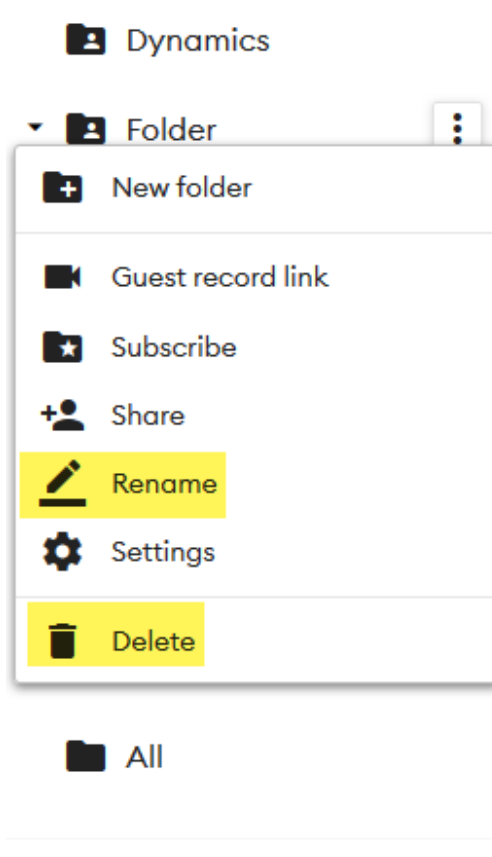 Dynamics
Folder
New folder
Guest record link
Subscribe
Share
Rename
Settings
Delete
All